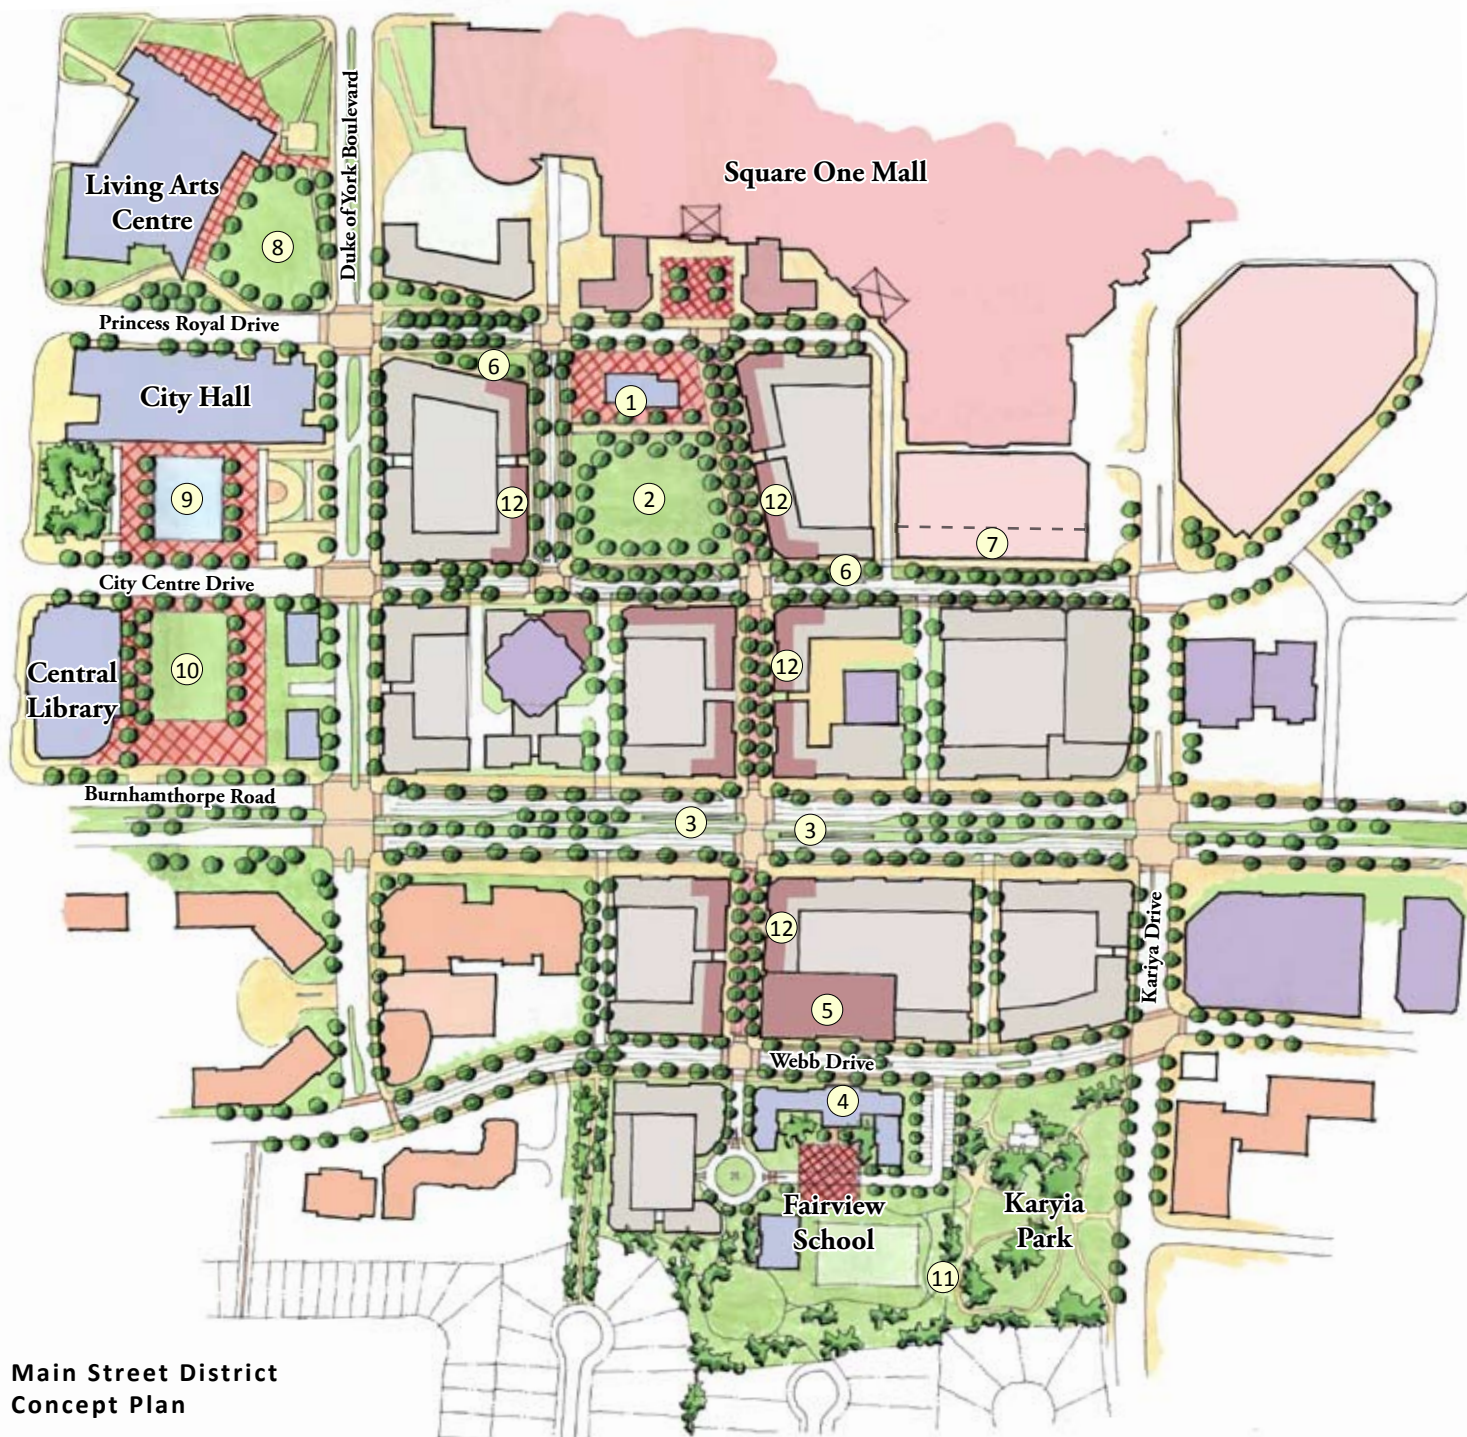 Duke of York Boulevard
Square One Mall
Living Arts
Centre
8
Princess Royal Drive
6
City Hall
1
9
12
2
12
7
6
City Centre Drive
Central
Library
10
12
Burnhamthorpe Road
3
3
12
Kariya Drive
5
Webb Drive
4
Fairview
School
Karyia
Park
11
Main Street District
Concept Plan